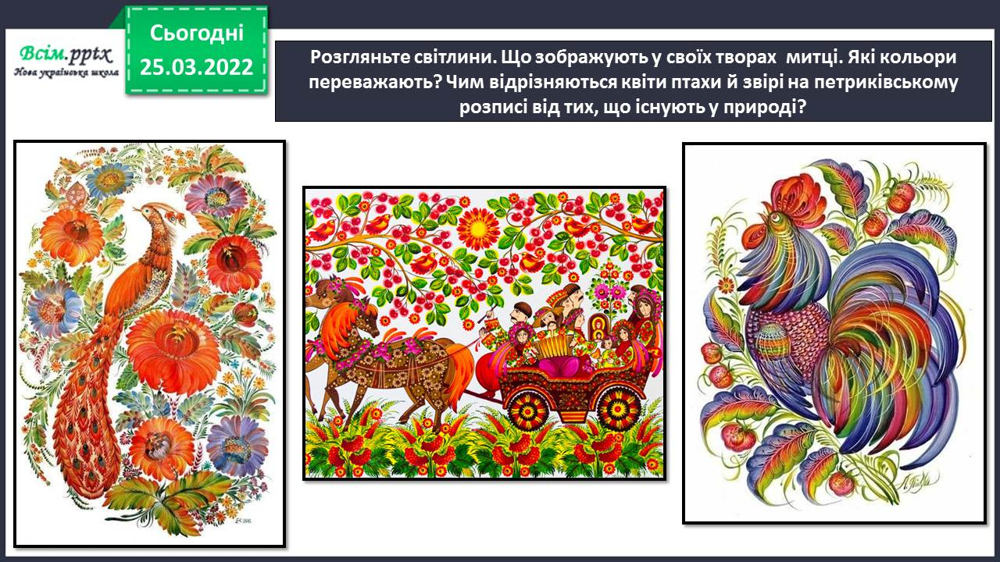 Всім.pptx
Нова українська школа
Сьогодні
25.03.2022
Розгляньте світлини. Що зображують у своїх творах митці. Які кольори
переважають? Чим відрізняються квіти птахи й звірі на петриківському
розписі від тих, що існують у природі?